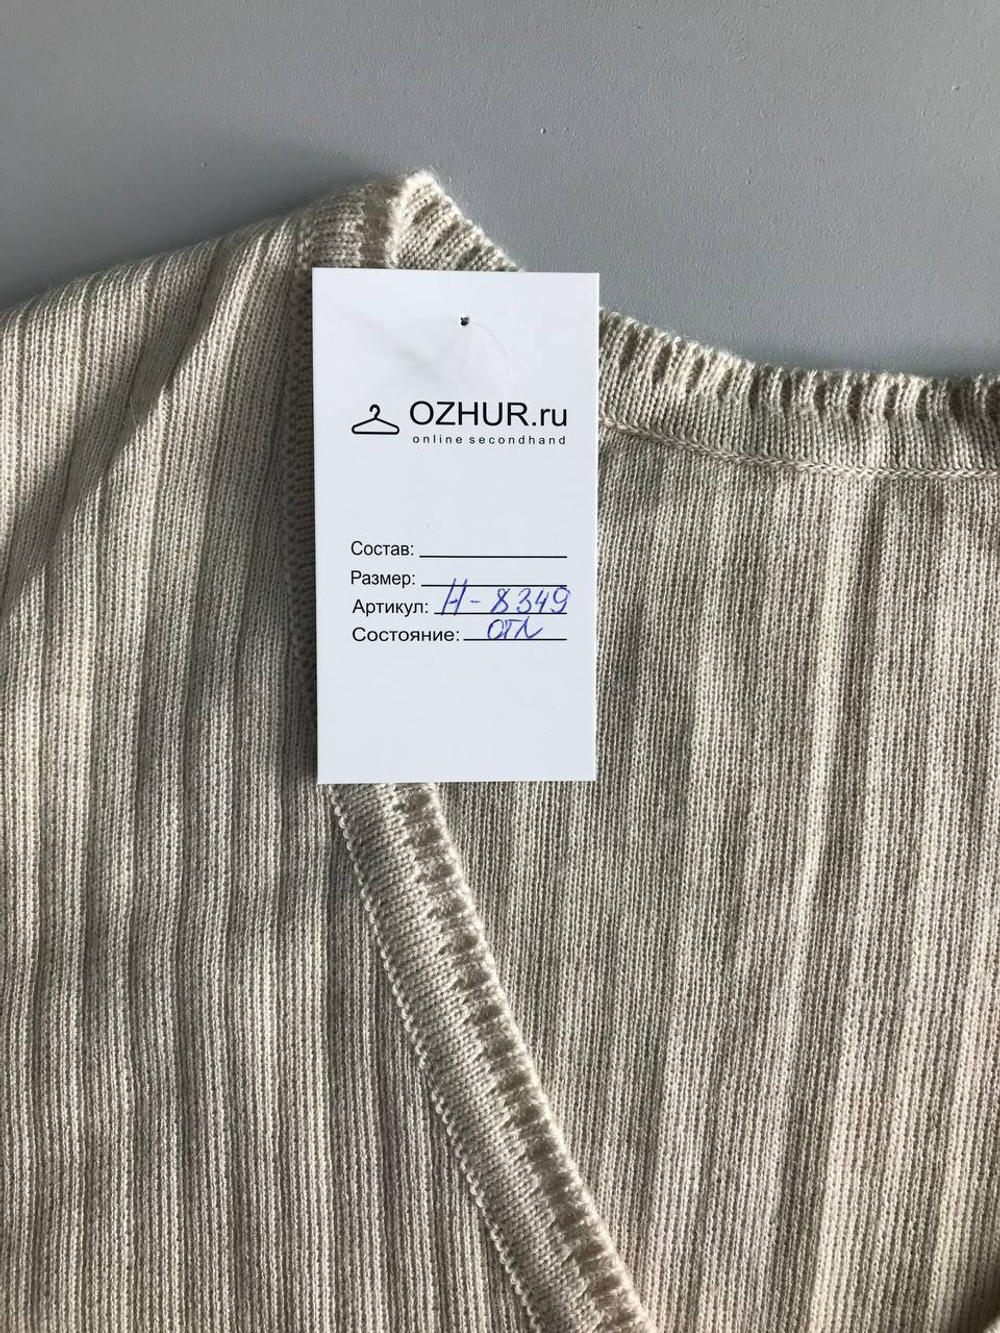 OZHUR.ru
online secondhand
Состав:
Размер:
Артикул: Н-8349
Состояние: отл